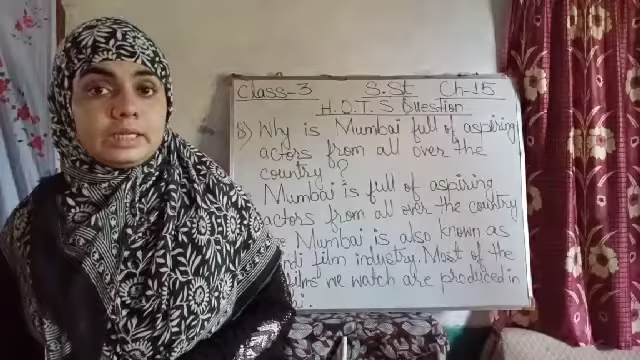 Class-3 S.St Ch-15
H.O.T.S Question
8) Why is Mumbai full of aspiring
actors from all over the
country?
Mumbai is full of aspiring
actors from all over the country
Mumbai is also known as
film industry. Most of the
films we watch are produced in